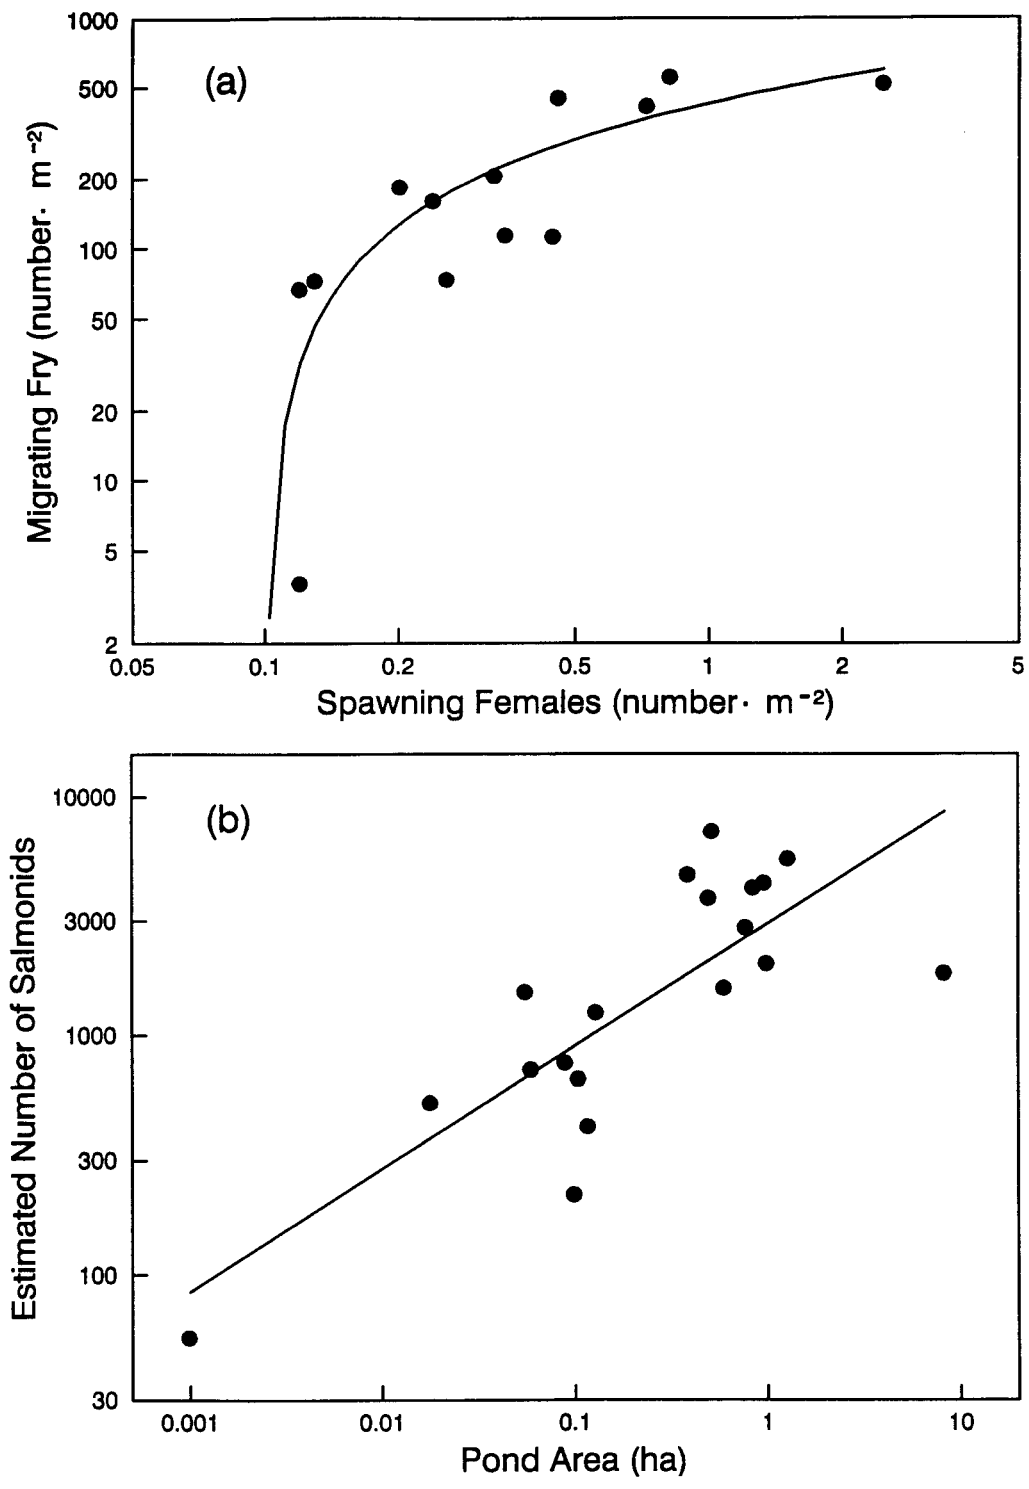 1000
500
200
100
50
20
10
5
2
(a)
Migrating Fry (number· m⁻²)
0.05 0.1 0.2 0.5 1 2 5
Spawning Females (number· m⁻²)
10000
3000
1000
300
100
30
(b)
Estimated Number of Salmonids
0.001 0.01 0.1 1 10
Pond Area (ha)